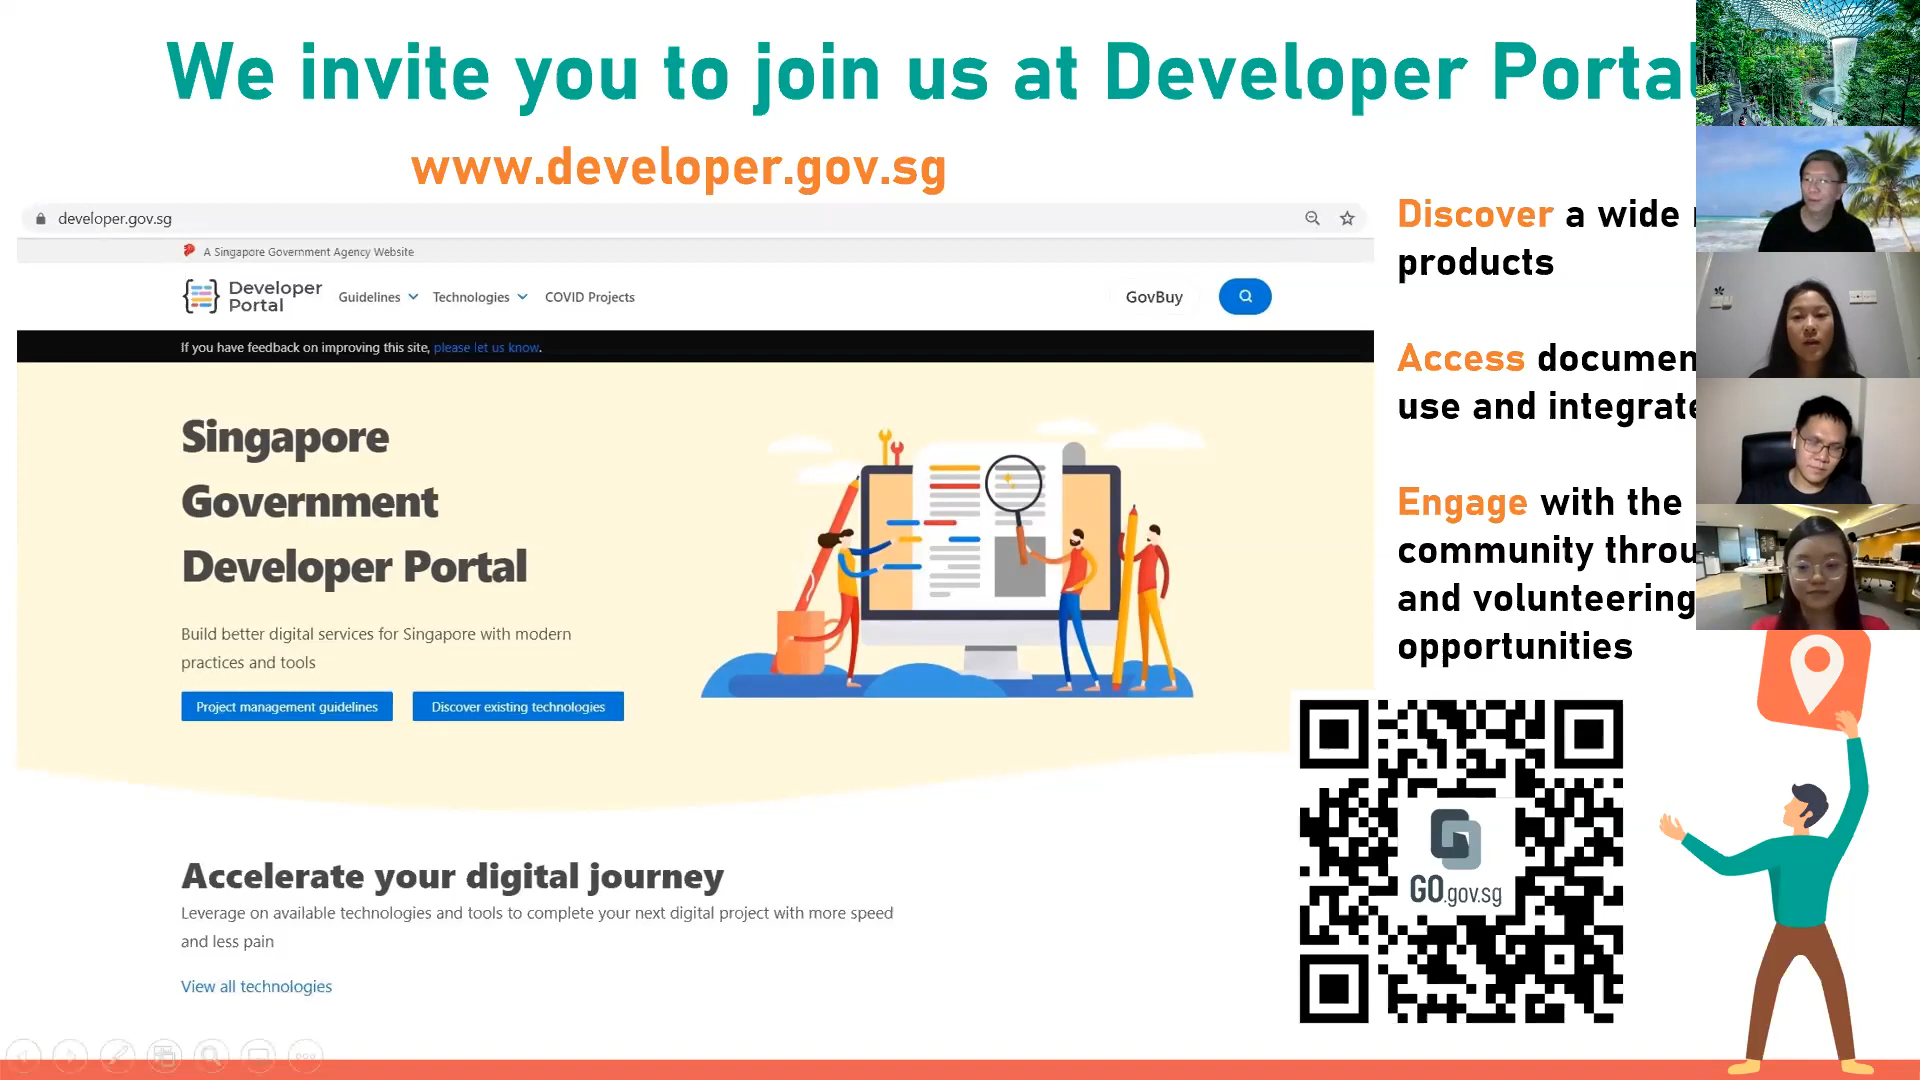 We invite you to join us at Developer Portal
www.developer.gov.sg
developer.gov.sg
A Singapore Government Agency Website
Developer
Portal
Guidelines
Technologies
COVID Projects
GovBuy
If you have feedback on improving this site, please let us know.
Singapore
Government
Developer Portal
Build better digital services for Singapore with modern
practices and tools
Project management guidelines
Discover existing technologies
Accelerate your digital journey
Leverage on available technologies and tools to complete your next digital project with more speed
and less pain
View all technologies
Discover a wide
products
Access
use and
Engage with the
community
and volunteering
opportunities
GO.gov.sg